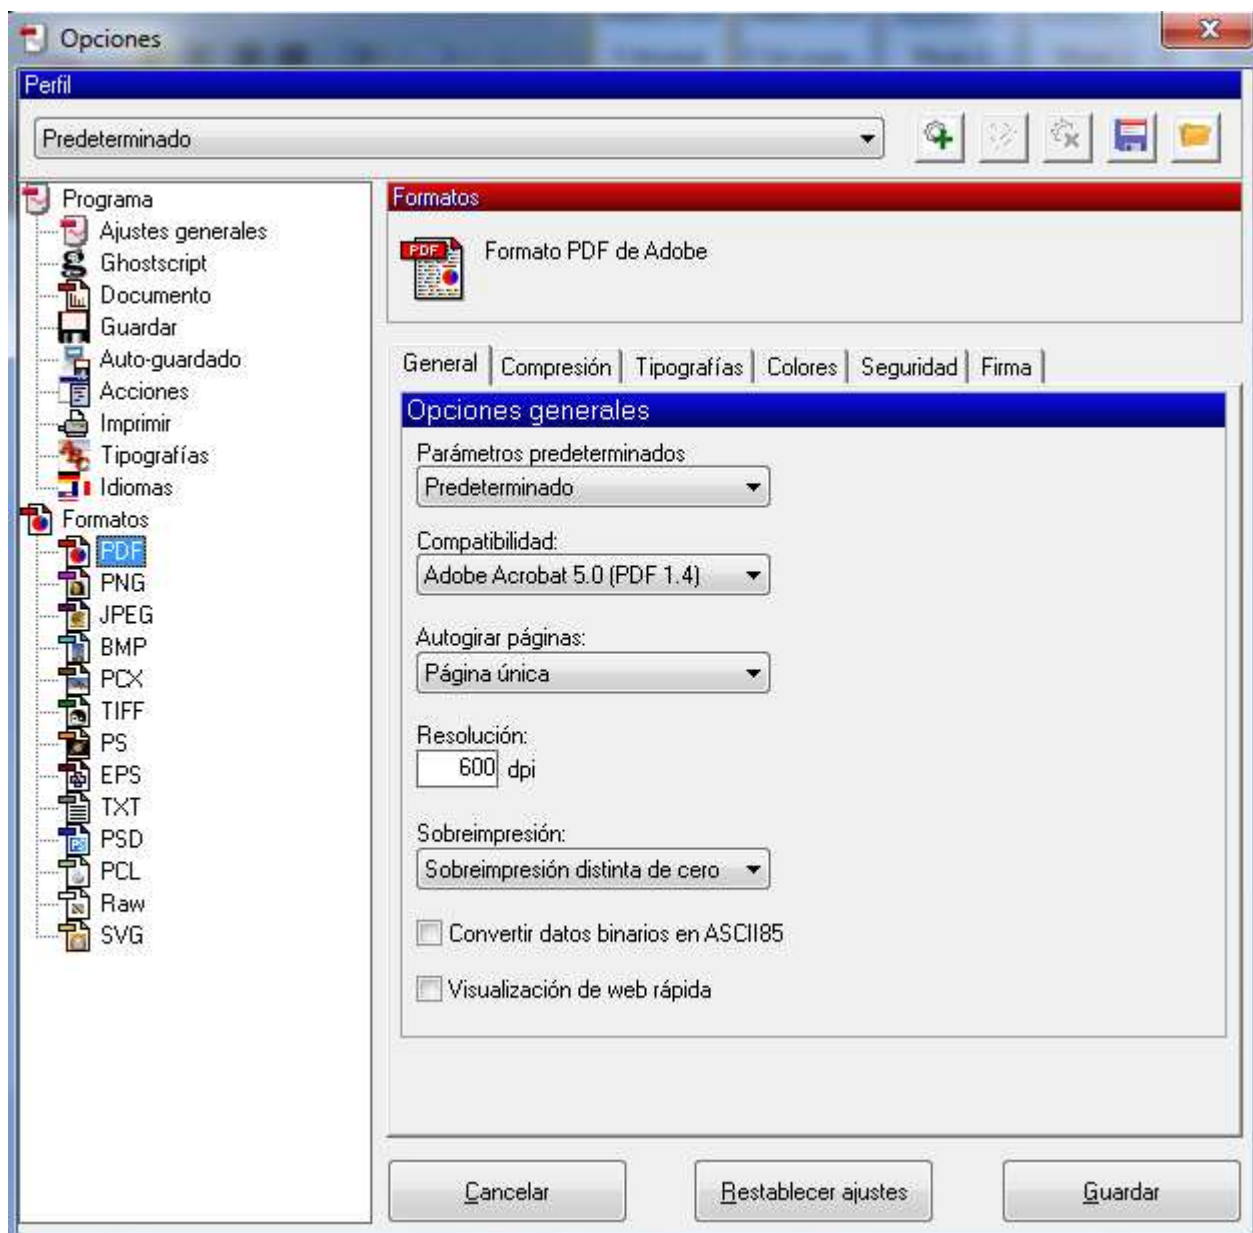 Opciones
Perfil
Predeterminado
Programa
Ajustes generales
Ghostscript
Documento
Guardar
Auto-guardado
Acciones
Imprimir
Tipografías
Idiomas
Formatos
PDF
PNG
JPEG
BMP
PCX
TIFF
PS
EPS
TXT
PSD
PCL
Raw
SVG
Formatos
PDF
Formato PDF de Adobe
General Compresión Tipografías Colores Seguridad Firma
Opciones generales
Parámetros predeterminados
Predeterminado
Compatibilidad:
Adobe Acrobat 5.0 (PDF 1.4)
Autogirar páginas:
Página única
Resolución:
600 dpi
Sobreimpresión:
Sobreimpresión distinta de cero
Convertir datos binarios en ASCII85
Visualización de web rápida
Cancelar Restablecer ajustes Guardar